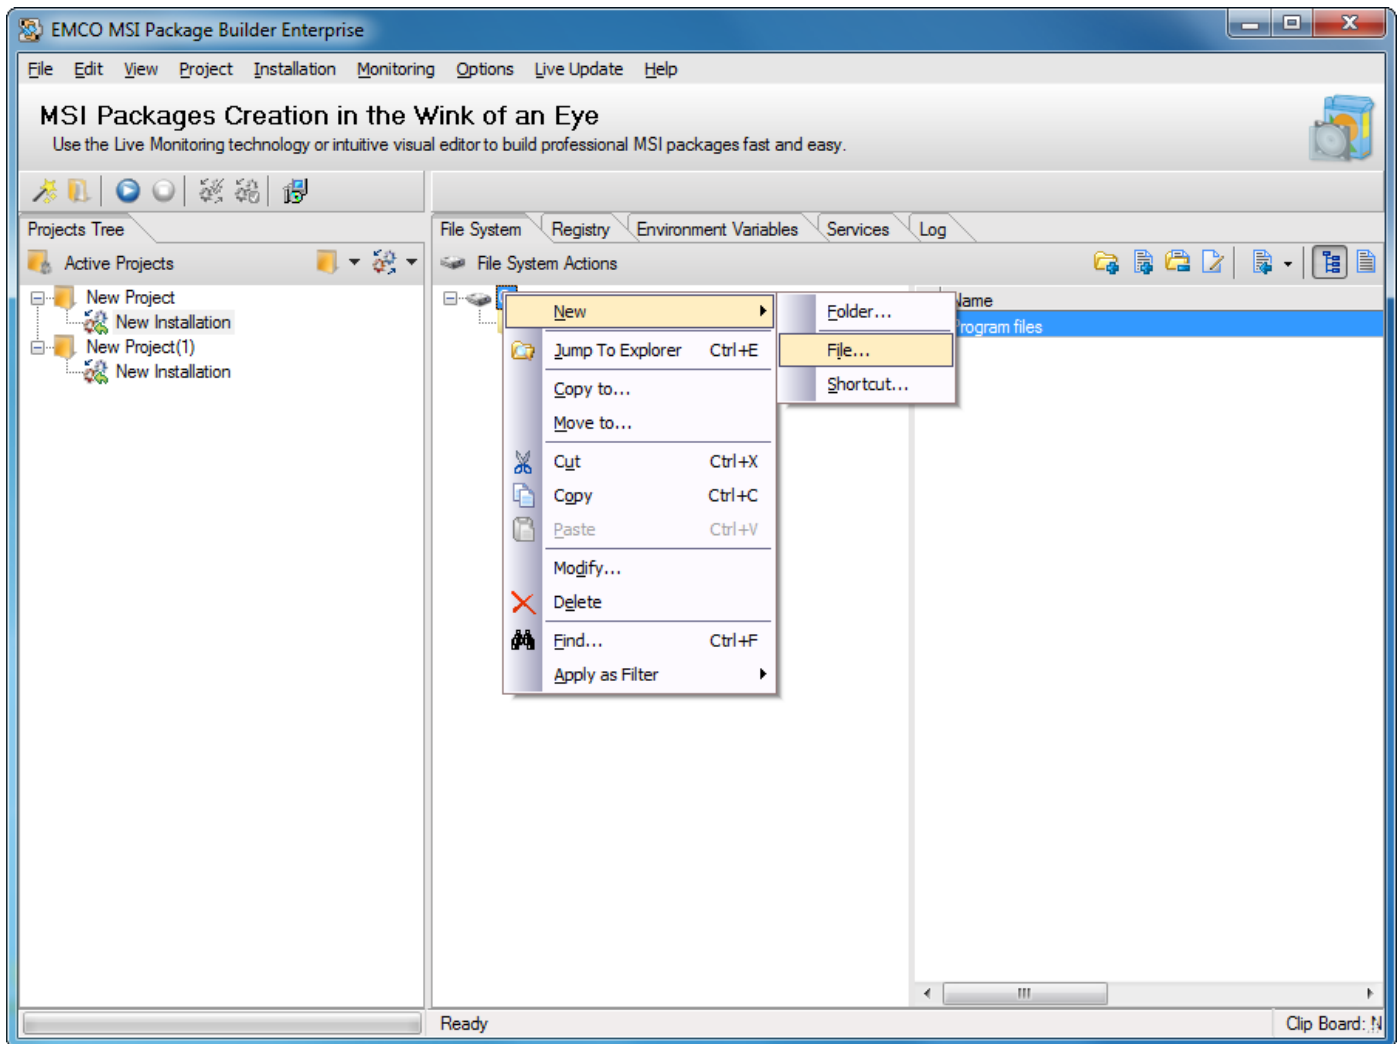 EMCO MSI Package Builder Enterprise
File Edit View Project Installation Monitoring Options Live Update Help
MSI Packages Creation in the Wink of an Eye
Use the Live Monitoring technology or intuitive visual editor to build professional MSI packages fast and easy.
Projects Tree
File System Registry Environment Variables Services Log
Active Projects
File System Actions
New Project
New Installation
New Project(1)
New Installation
Name
Program files
New
Jump To Explorer Ctrl+E
Copy to...
Move to...
Cut Ctrl+X
Copy Ctrl+C
Paste Ctrl+V
Modify...
Delete
Find... Ctrl+F
Apply as Filter
Folder...
File...
Shortcut...
Ready
Clip Board: N